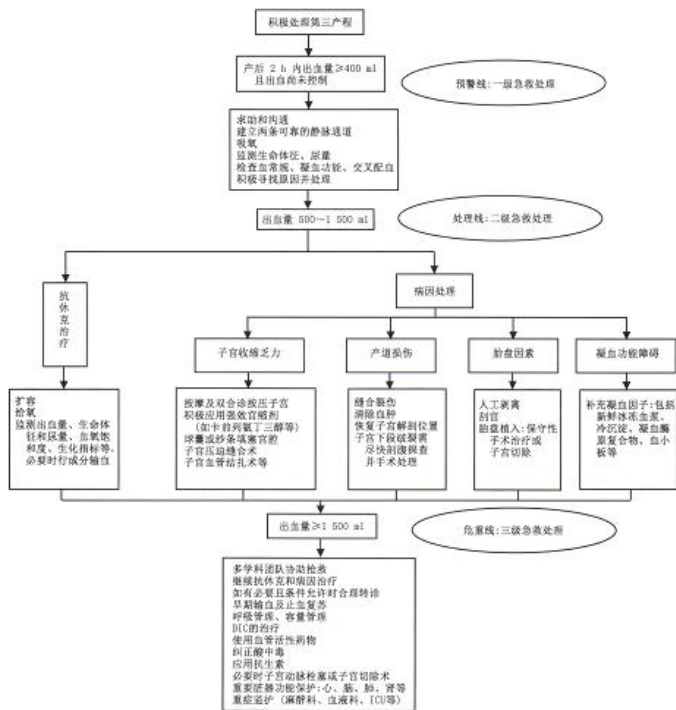 积极处理第三产程
产后 2 h 内出血量≥400 ml
且出血尚未控制
预警线:一级急救处理
求助和沟通
建立两条可靠的静脉通道
吸氧
监测生命体征、尿量
检查血常规、凝血功能、交叉配血
积极寻找原因并处理
出血量 500～1 500 ml
处理线:二级急救处理
抗休克治疗
病因处理
子宫收缩乏力
产道损伤
胎盘因素
凝血功能障碍
扩容
给氧
监测出血量、生命体
征和尿量、血氧饱
和度、生化指标等、
必要时行成分输血
按摩及双合诊按压子宫
积极应用强效宫缩剂
(如卡前列氨丁三醇等)
球囊或纱条填塞宫腔
子宫压迫缝合术
子宫血管结扎术等
缝合裂伤
清除血肿
恢复子宫解剖位置
子宫下段破裂需
尽快剖腹探查
并手术处理
人工剥离
刮宫
胎盘植入:保守性
手术治疗或
子宫切除
补充凝血因子:包括
新鲜冰冻血浆、
冷沉淀、凝血酶
原复合物、血小
板等
出血量≥1 500 ml
危重线:三级急救处理
多学科团队协助抢救
继续抗休克和病因治疗
如有必要且条件允许时合理转诊
早期输血及止血复苏
呼吸管理、容量管理
DIC的治疗
使用血管活性药物
纠正酸中毒
应用抗生素
必要时子宫动脉栓塞或子宫切除术
重要脏器功能保护:心、脑、肺、肾等
重症监护 (麻醉科、血液科、ICU等)